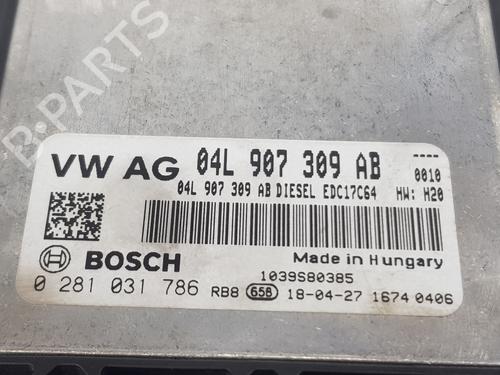 VW AG 04L 907 309 AB ----
04L 907 309 AB DIESEL EDC17C64 0010
HW: H20
BOSCH Made in Hungary
1039S80385
0 281 031 786 RB8 658 18-04-27 1674 0406
B-Parts